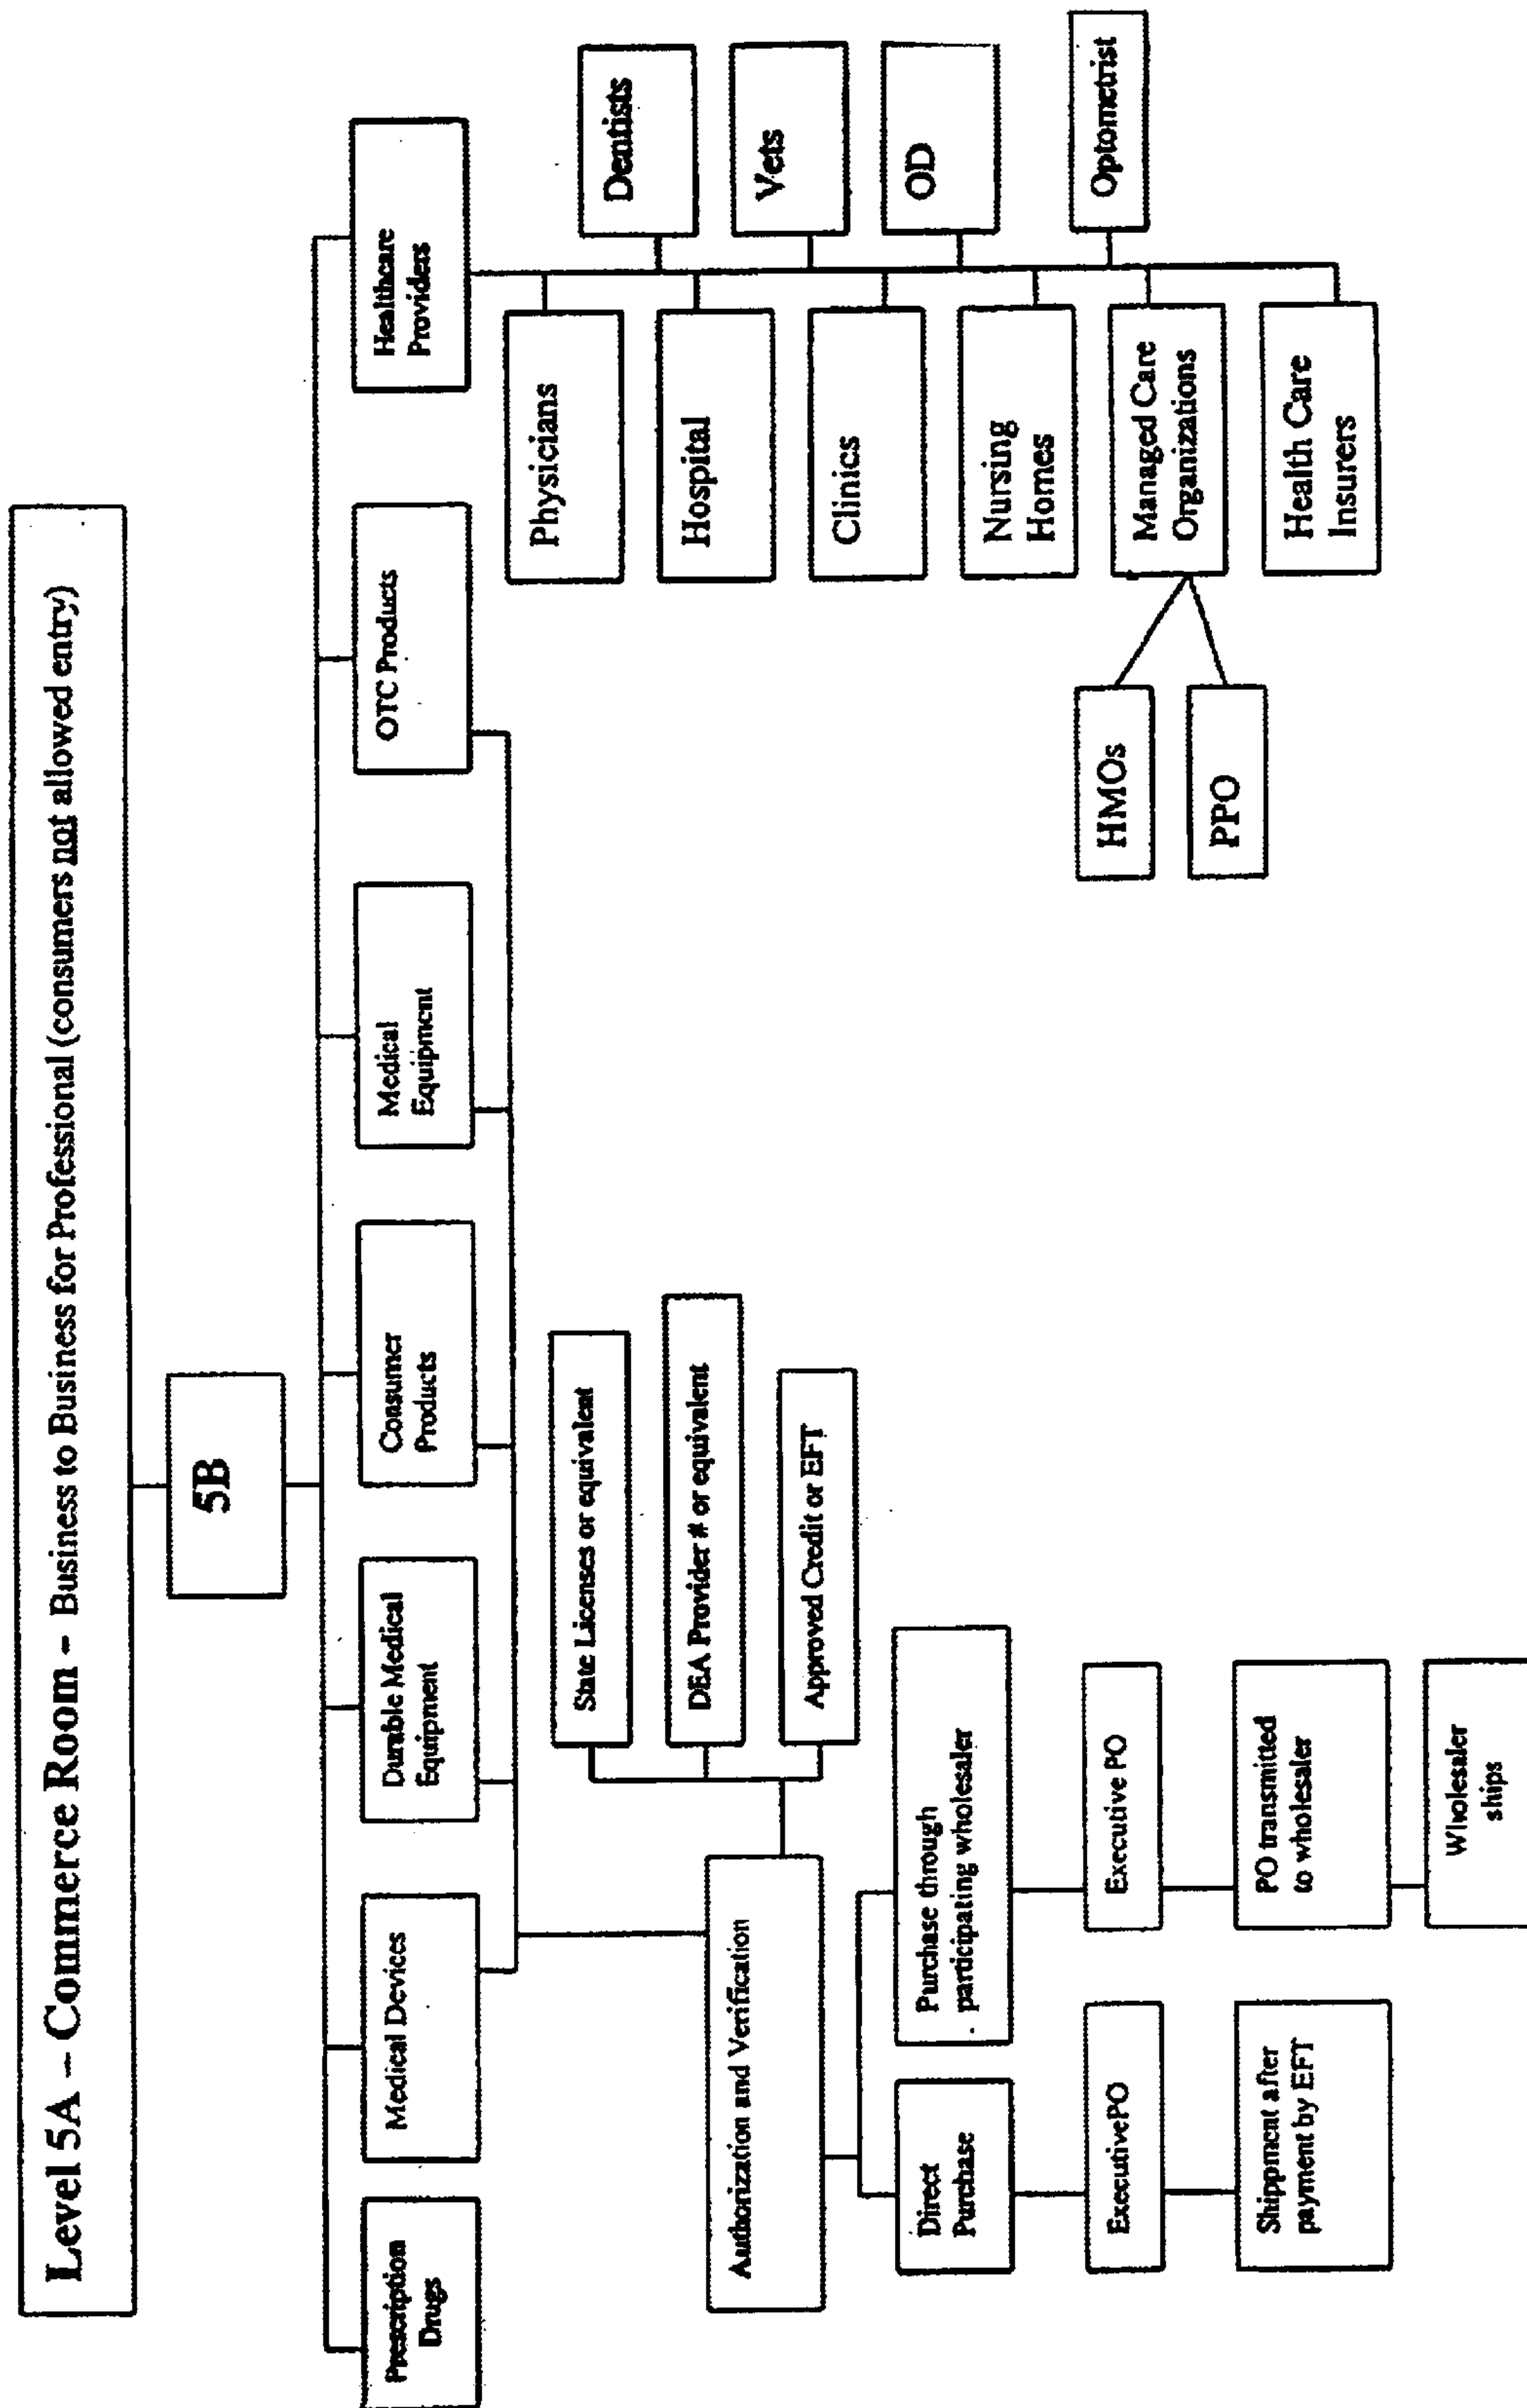 Level 5A – Commerce Room – Business to Business for Professional (consumers not allowed entry)
5B
Prescription
Drugs
Medical Devices
Durable Medical
Equipment
Consumer
Products
Medical
Equipment
OTC Products
Healthcare
Providers
State Licenses or equivalent
DEA Provider # or equivalent
Approved Credit or EFT
Authorization and Verification
Direct
Purchase
Purchase through
participating wholesaler
ExecutivePO
Executive PO
Shippment after
payment by EFT
PO transmitted
to wholesaler
Wholesaler
ships
Physicians
Hospital
Clinics
Nursing
Homes
Managed Care
Organizations
Health Care
Insurers
HMOs
PPO
Dentists
Vets
OD
Optometrist